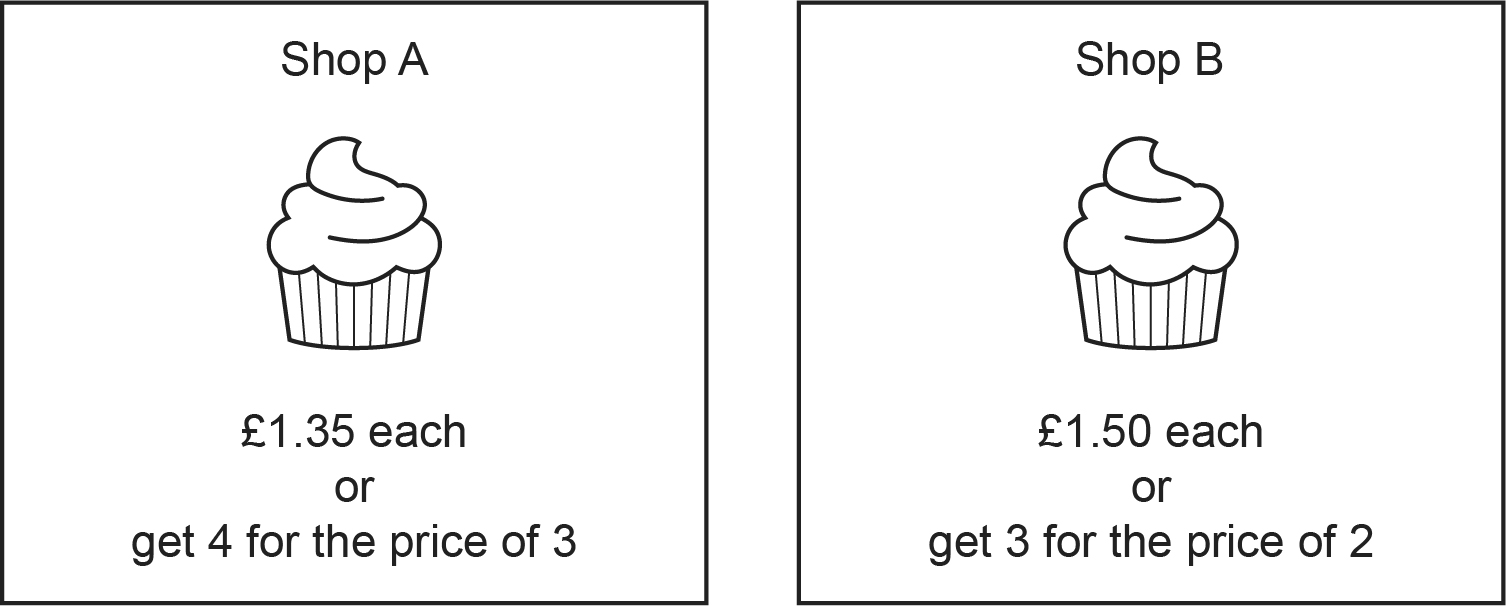 Shop A
£1.35 each
or
get 4 for the price of 3
Shop B
£1.50 each
or
get 3 for the price of 2